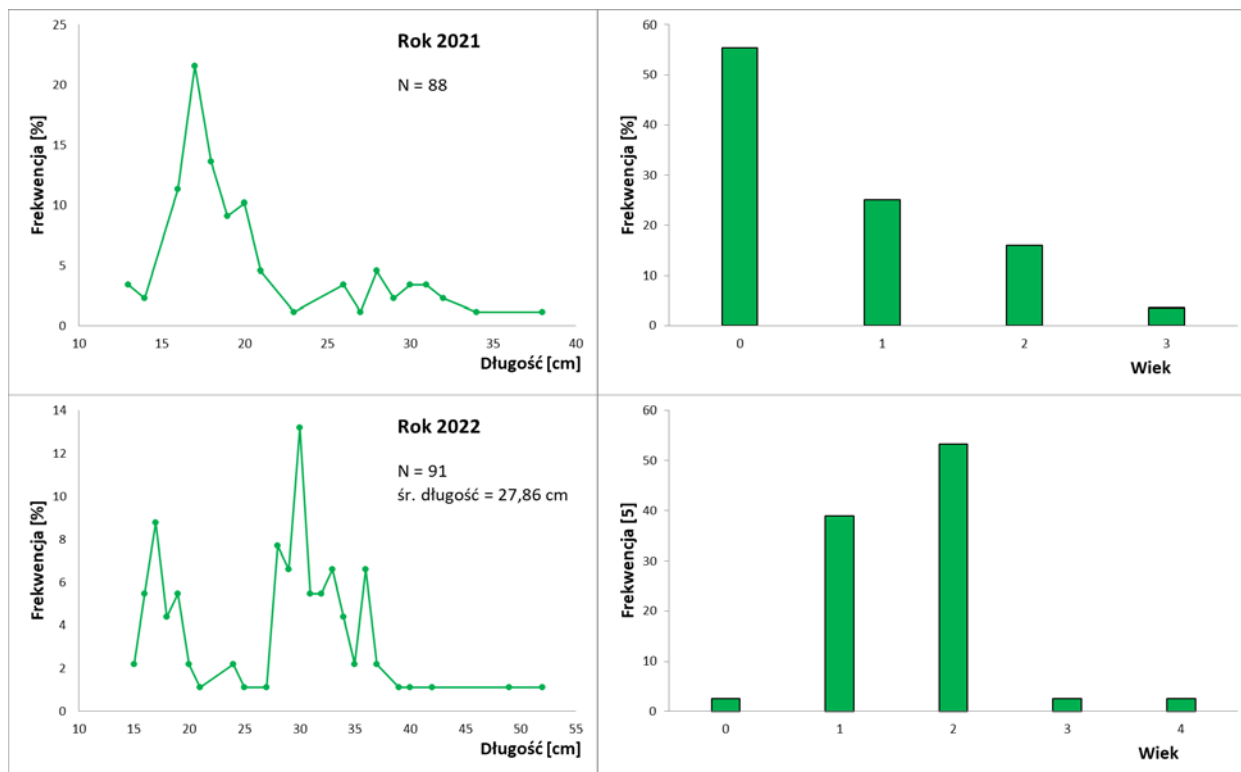 25
20
15
10
5
0
Frekwencja [%]
Rok 2021
N = 88
10 15 20 25 30 35 40
Długość [cm]
60
50
40
30
20
10
0
Frekwencja [%]
0 1 2 3
Wiek
14
12
10
8
6
4
2
0
Frekwencja [%]
Rok 2022
N = 91
śr. długość = 27,86 cm
10 15 20 25 30 35 40 45 50 55
Długość [cm]
60
50
40
30
20
10
0
Frekwencja [5]
0 1 2 3 4
Wiek